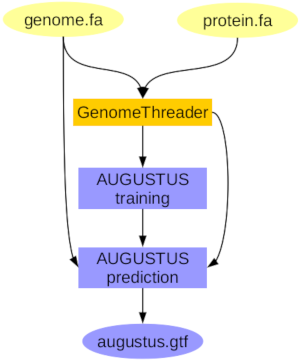 genome.fa
protein.fa
GenomeThreader
AUGUSTUS
training
AUGUSTUS
prediction
augustus.gtf